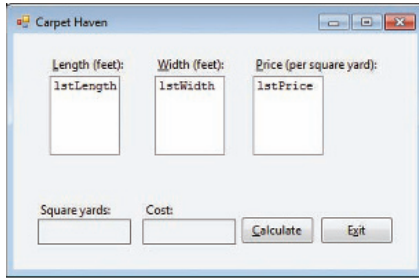 Carpet Haven
Length (feet): Width (feet): Price (per square yard):
lstLength lstWidth lstPrice
Square yards: Cost:
Calculate Exit